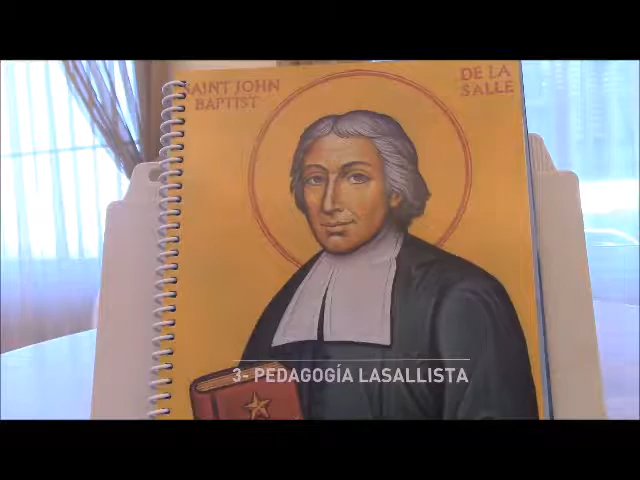 SAINT JOHN
BAPTIST
DE LA
SALLE
3- PEDAGOGÍA LASALLISTA